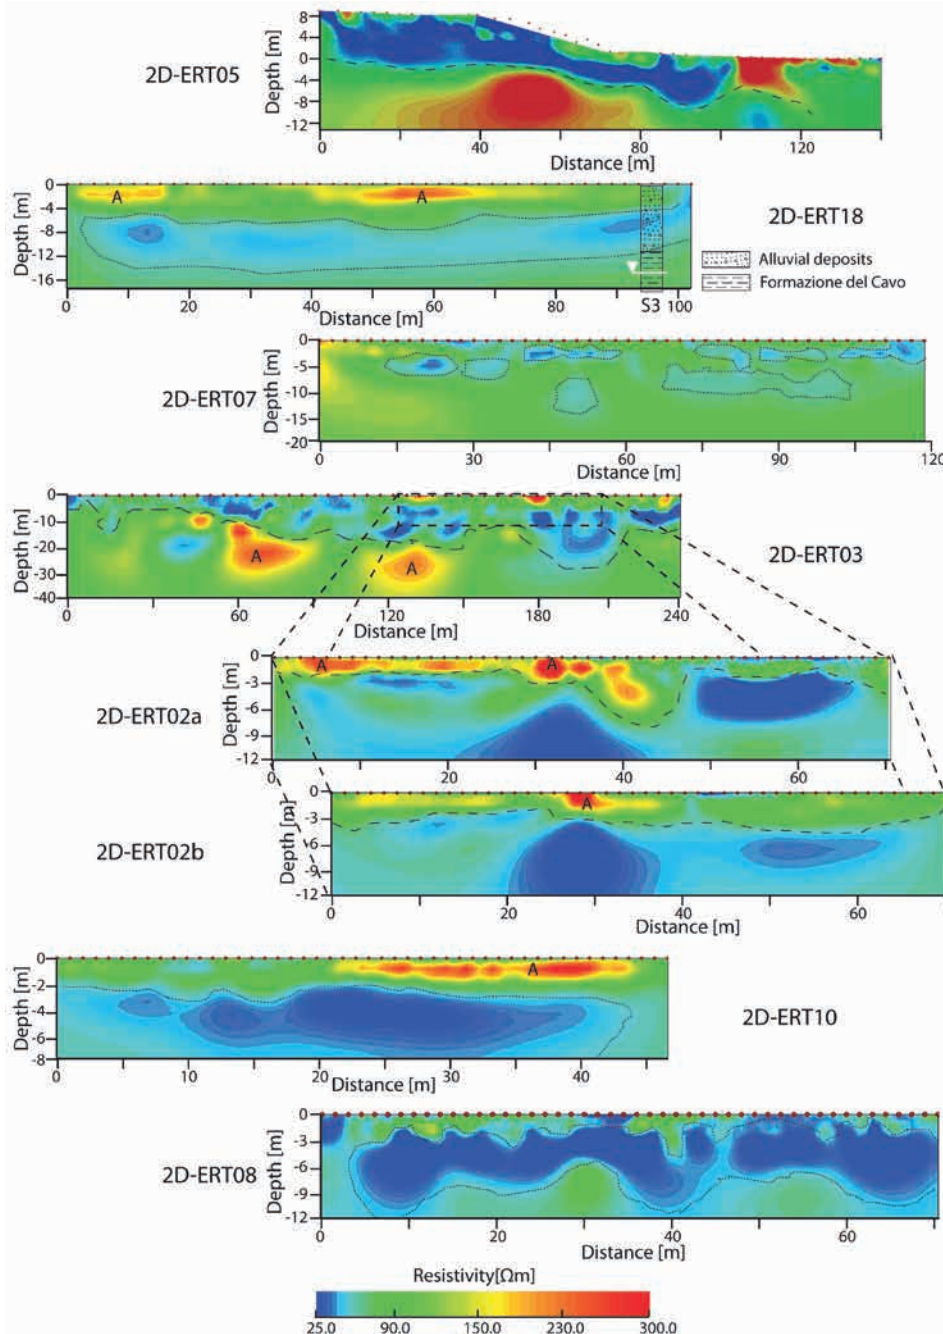 2D-ERT05
Depth [m]
8
4
0
-4
-8
-12
0 40 80 120
Distance [m]
2D-ERT18
Depth [m]
0
-4
-8
-12
-16
A A
S3
0 20 40 60 80 100
Distance [m]
Alluvial deposits
Formazione del Cavo
2D-ERT07
Depth [m]
0
-5
-10
-15
-20
0 30 60 90 120
Distance [m]
2D-ERT03
Depth [m]
0
-10
-20
-30
-40
A A
0 60 120 180 240
Distance [m]
2D-ERT02a
Depth [m]
0
-3
-6
-9
-12
A A
0 20 40 60
2D-ERT02b
Depth [m]
0
-3
-6
-9
-12
A
0 20 40 60
Distance [m]
2D-ERT10
Depth [m]
0
-2
-4
-6
-8
A
0 10 20 30 40
Distance [m]
2D-ERT08
Depth [m]
0
-3
-6
-9
-12
0 20 40 60
Distance [m]
Resistivity[Ωm]
25.0 90.0 150.0 230.0 300.0